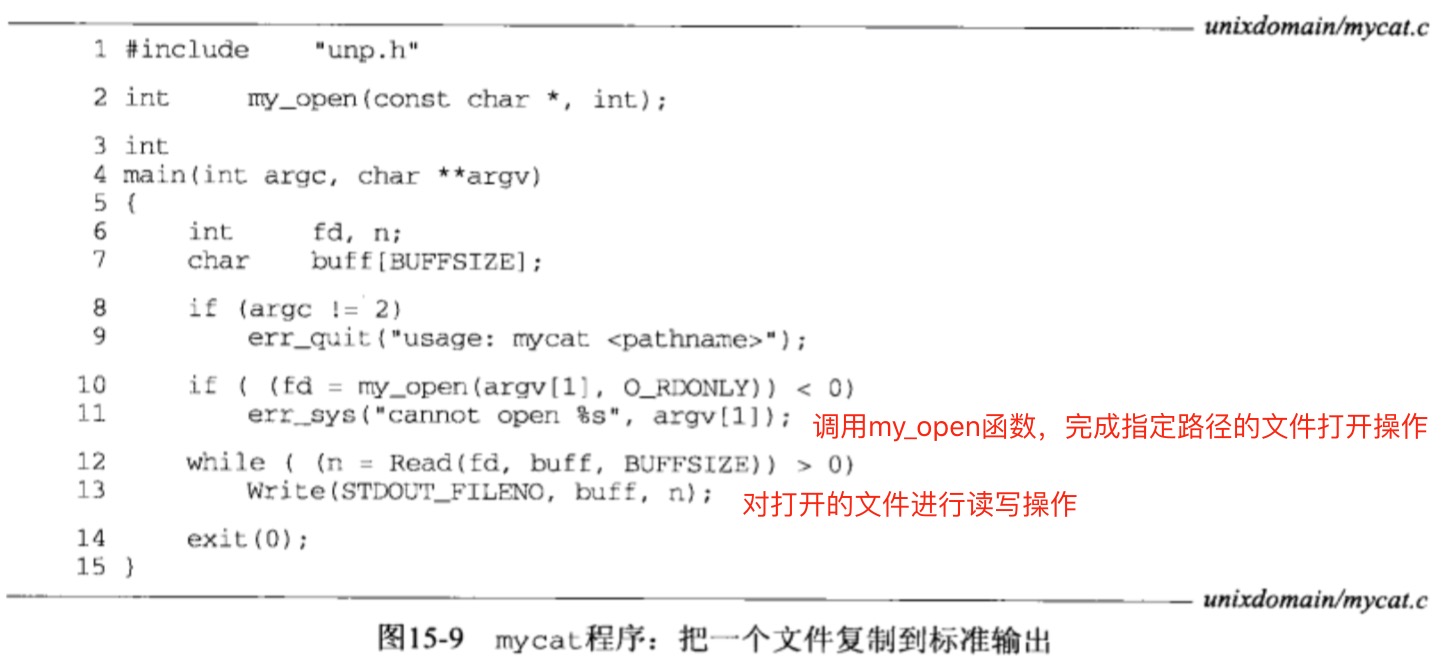 unixdomain/mycat.c
1 #include "unp.h"
2 int my_open(const char *, int);
3 int
4 main(int argc, char **argv)
5 {
6 int fd, n;
7 char buff[BUFFSIZE];
8 if (argc != 2)
9 err_quit("usage: mycat <pathname>");
10 if ( (fd = my_open(argv[1], O_RDONLY)) < 0)
11 err_sys("cannot open %s", argv[1]);
调用my_open函数，完成指定路径的文件打开操作
12 while ( (n = Read(fd, buff, BUFFSIZE)) > 0)
13 Write(STDOUT_FILENO, buff, n);
对打开的文件进行读写操作
14 exit(0);
15 }
unixdomain/mycat.c
图15-9 mycat程序：把一个文件复制到标准输出